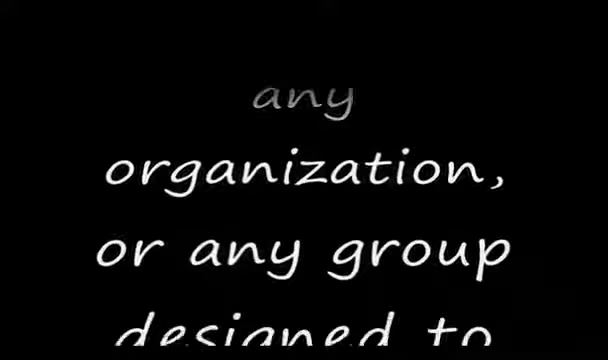 any
organization,
or any group
designed to